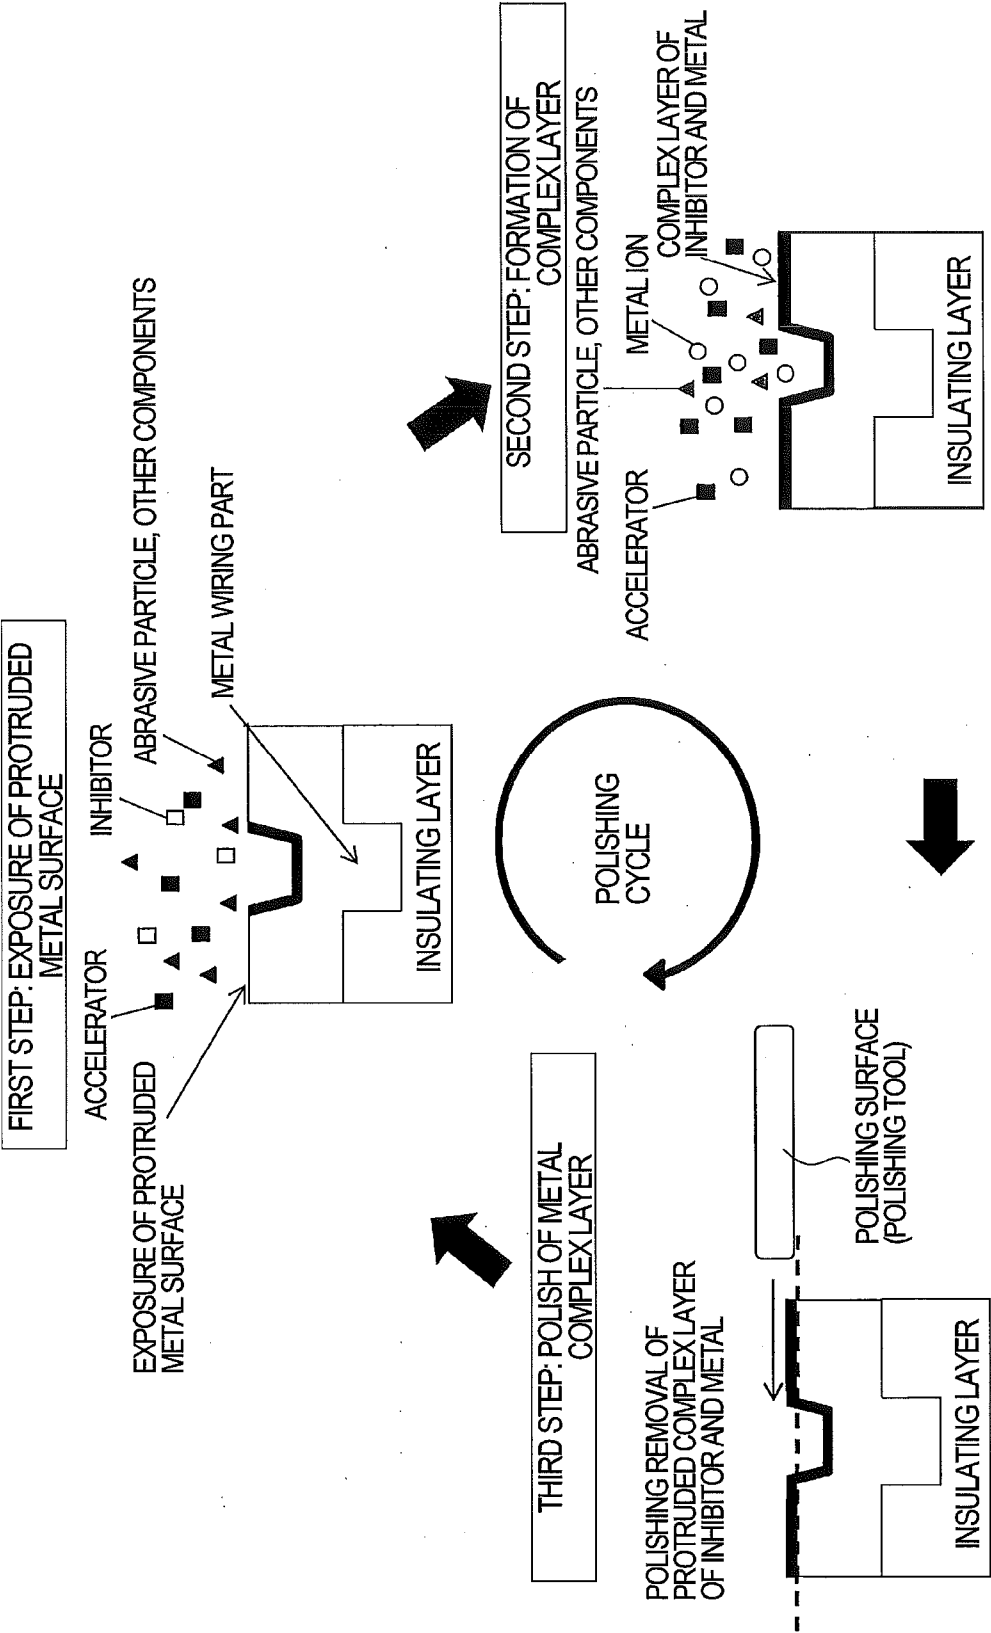 FIRST STEP: EXPOSURE OF PROTRUDED
METAL SURFACE
ACCELERATOR
INHIBITOR
ABRASIVE PARTICLE, OTHER COMPONENTS
EXPOSURE OF PROTRUDED
METAL SURFACE
METAL WIRING PART
INSULATING LAYER
SECOND STEP: FORMATION OF
COMPLEX LAYER
ABRASIVE PARTICLE, OTHER COMPONENTS
ACCELERATOR
METAL ION
COMPLEX LAYER OF
INHIBITOR AND METAL
INSULATING LAYER
POLISHING
CYCLE
THIRD STEP: POLISH OF METAL
COMPLEX LAYER
POLISHING REMOVAL OF
PROTRUDED COMPLEX LAYER
OF INHIBITOR AND METAL
POLISHING SURFACE
(POLISHING TOOL)
INSULATING LAYER